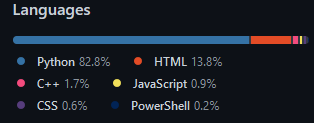 Languages
Python 82.8% HTML 13.8%
C++ 1.7% JavaScript 0.9%
CSS 0.6% PowerShell 0.2%